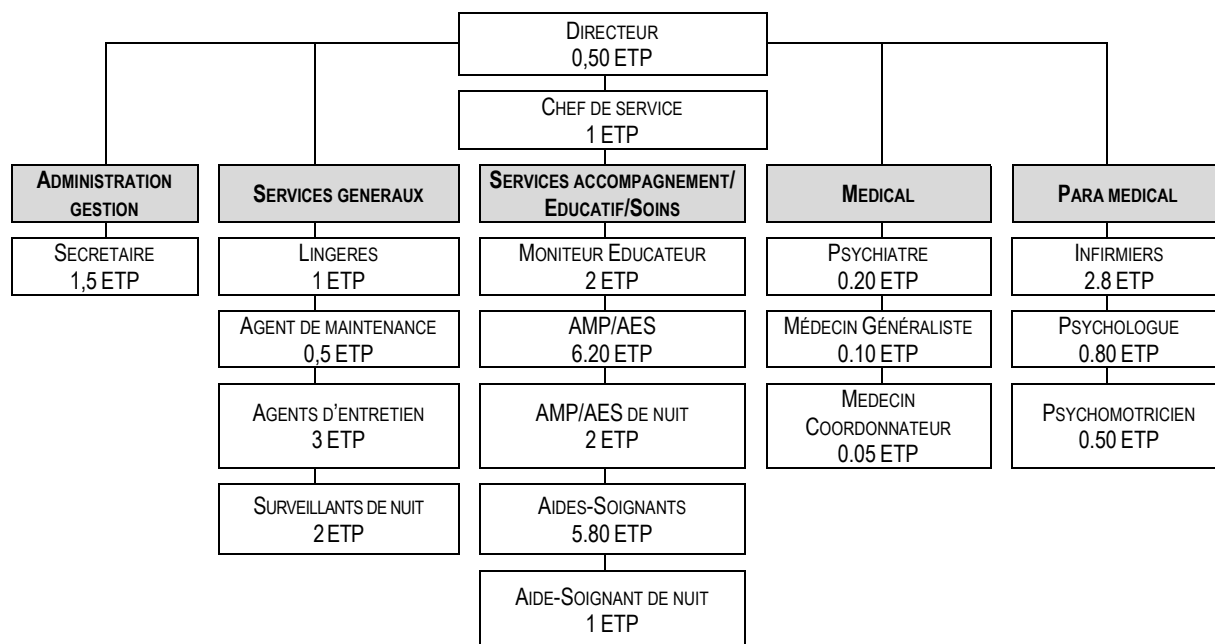 DIRECTEUR
0,50 ETP
CHEF DE SERVICE
1 ETP
ADMINISTRATION
GESTION
SECRETAIRE
1,5 ETP
SERVICES GENERAUX
LINGERES
1 ETP
AGENT DE MAINTENANCE
0,5 ETP
AGENTS D'ENTRETIEN
3 ETP
SURVEILLANTS DE NUIT
2 ETP
SERVICES ACCOMPAGNEMENT/
EDUCATIF/SOINS
MONITEUR EDUCATEUR
2 ETP
AMP/AES
6.20 ETP
AMP/AES DE NUIT
2 ETP
AIDES-SOIGNANTS
5.80 ETP
AIDE-SOIGNANT DE NUIT
1 ETP
MEDICAL
PSYCHIATRE
0.20 ETP
MÉDECIN GÉNÉRALISTE
0.10 ETP
MEDECIN
COORDONNATEUR
0.05 ETP
PARA MEDICAL
INFIRMIERS
2.8 ETP
PSYCHOLOGUE
0.80 ETP
PSYCHOMOTRICIEN
0.50 ETP